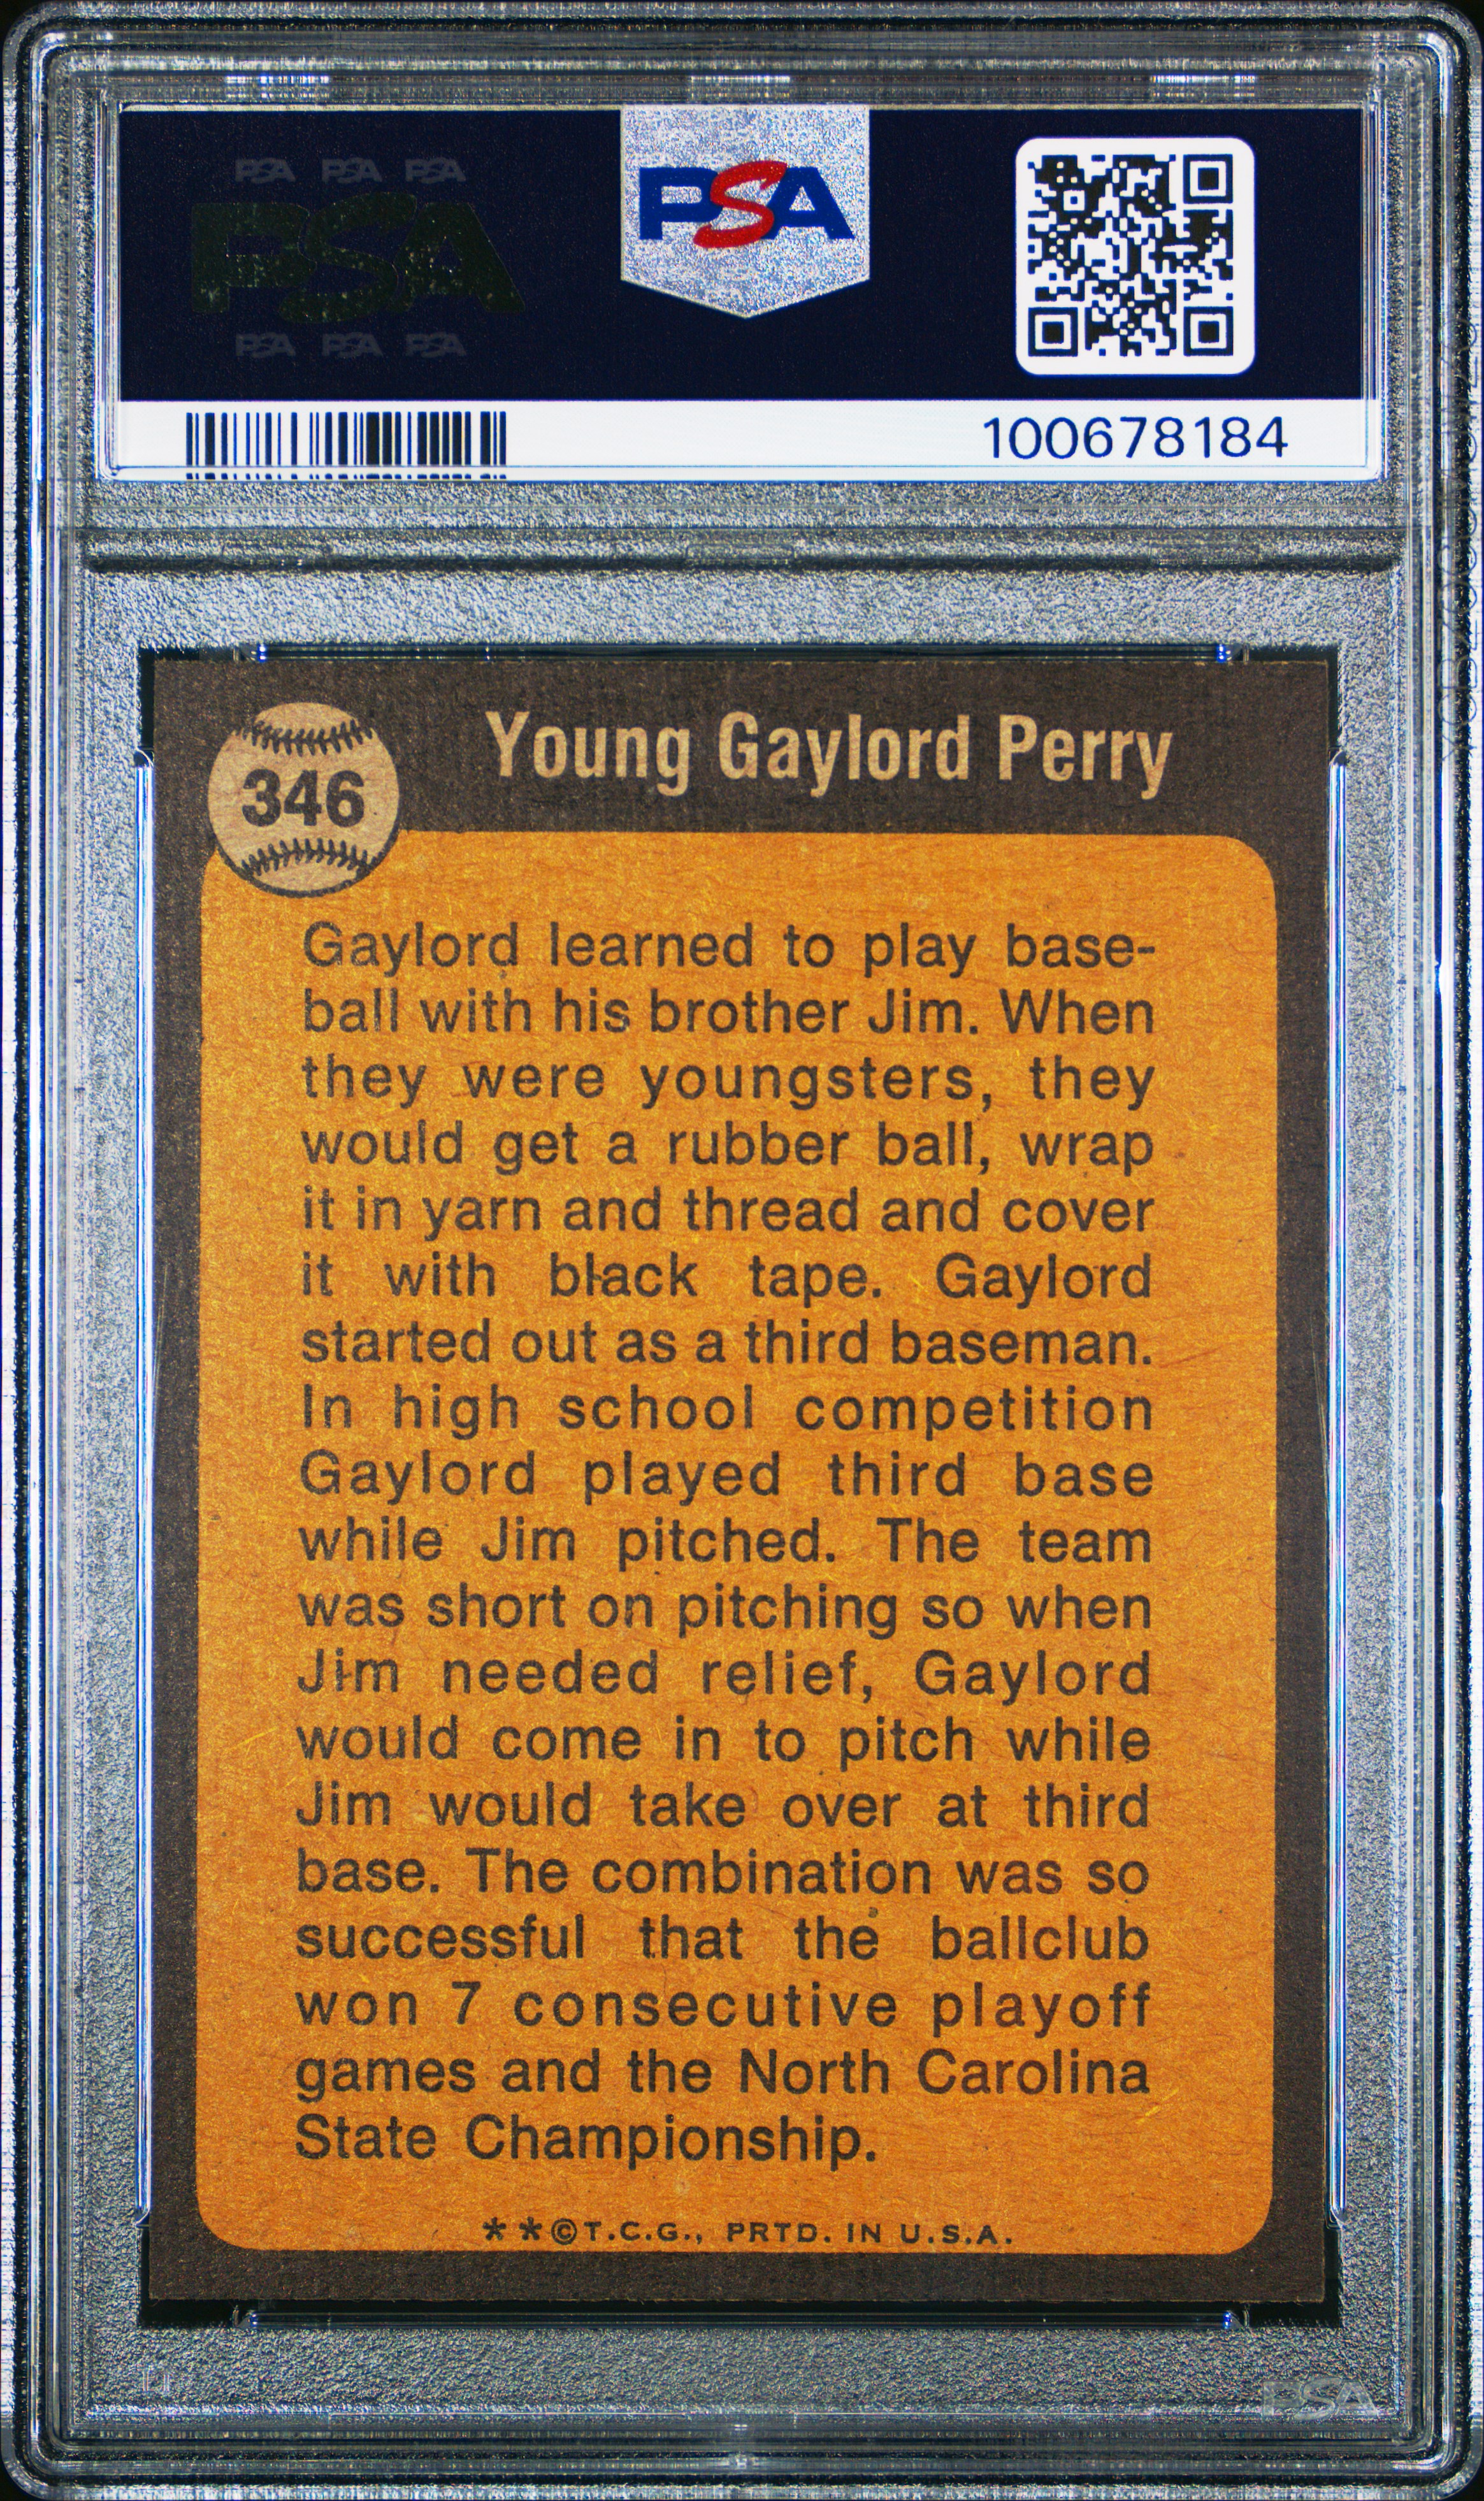 PSA PSA PSA
PSA
PSA PSA PSA
PSA
100678184
346
Young Gaylord Perry
Gaylord learned to play base-
ball with his brother Jim. When
they were youngsters, they
would get a rubber ball, wrap
it in yarn and thread and cover
it with black tape. Gaylord
started out as a third baseman.
In high school competition
Gaylord played third base
while Jim pitched. The team
was short on pitching so when
Jim needed relief, Gaylord
would come in to pitch while
Jim would take over at third
base. The combination was so
successful that the ballclub
won 7 consecutive playoff
games and the North Carolina
State Championship.
**©T.C.G., PRTD. IN U.S.A.
PSA